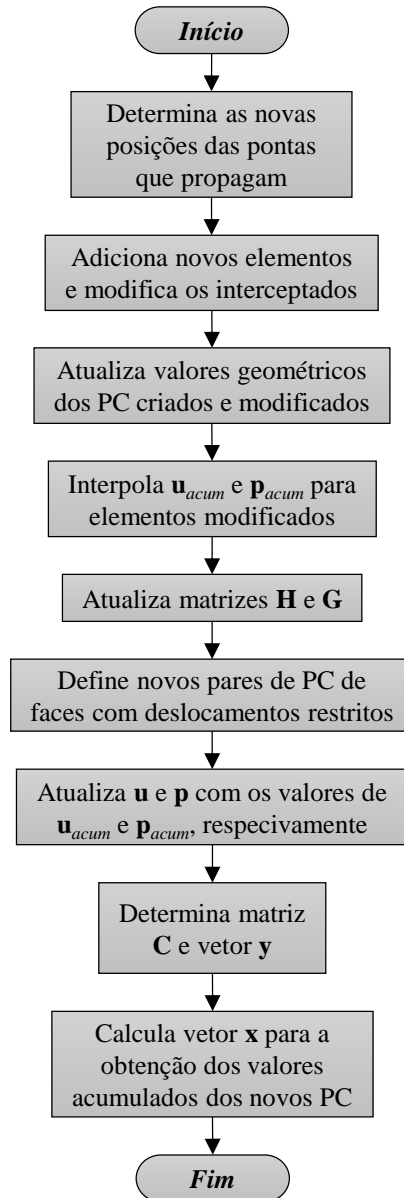 Início
Determina as novas
posições das pontas
que propagam
Adiciona novos elementos
e modifica os interceptados
Atualiza valores geométricos
dos PC criados e modificados
Interpola u_acum e p_acum para
elementos modificados
Atualiza matrizes H e G
Define novos pares de PC de
faces com deslocamentos restritos
Atualiza u e p com os valores de
u_acum e p_acum, respecivamente
Determina matriz
C e vetor y
Calcula vetor x para a
obtenção dos valores
acumulados dos novos PC
Fim